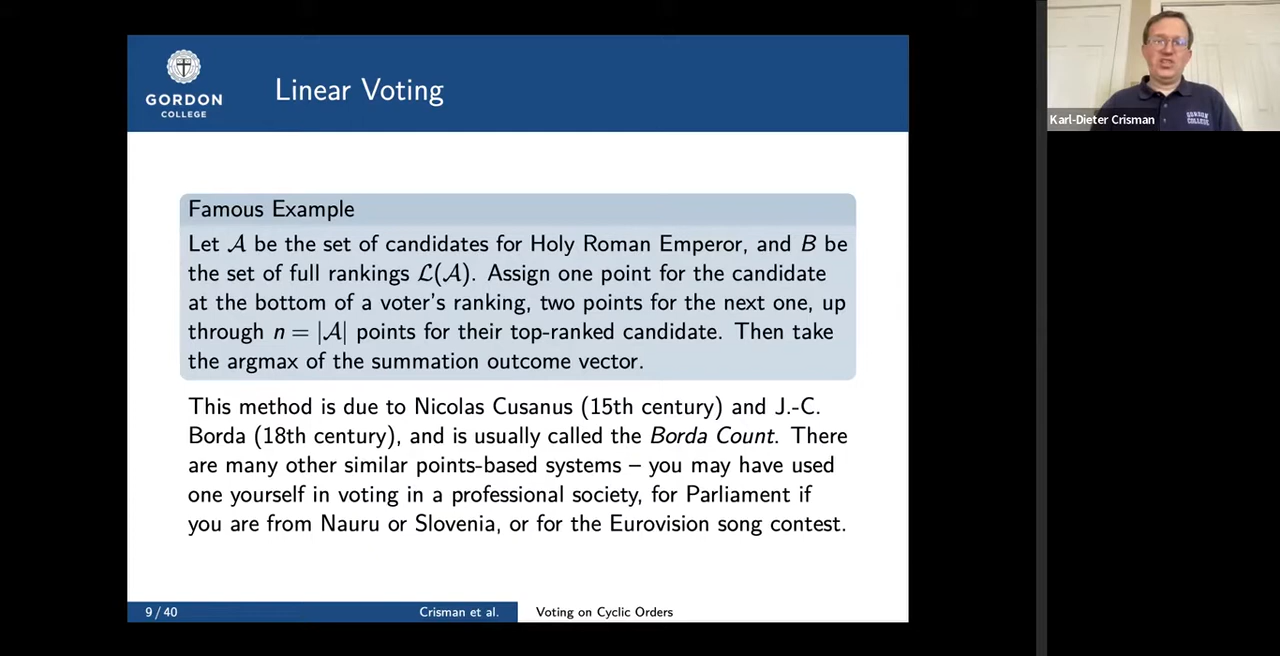 GORDON
COLLEGE
Linear Voting
Famous Example
Let 𝒜 be the set of candidates for Holy Roman Emperor, and B be
the set of full rankings ℒ(𝒜). Assign one point for the candidate
at the bottom of a voter's ranking, two points for the next one, up
through n = |𝒜| points for their top-ranked candidate. Then take
the argmax of the summation outcome vector.
This method is due to Nicolas Cusanus (15th century) and J.-C.
Borda (18th century), and is usually called the Borda Count. There
are many other similar points-based systems – you may have used
one yourself in voting in a professional society, for Parliament if
you are from Nauru or Slovenia, or for the Eurovision song contest.
9 / 40
Crisman et al.
Voting on Cyclic Orders
GORDON
COLLEGE
Karl-Dieter Crisman